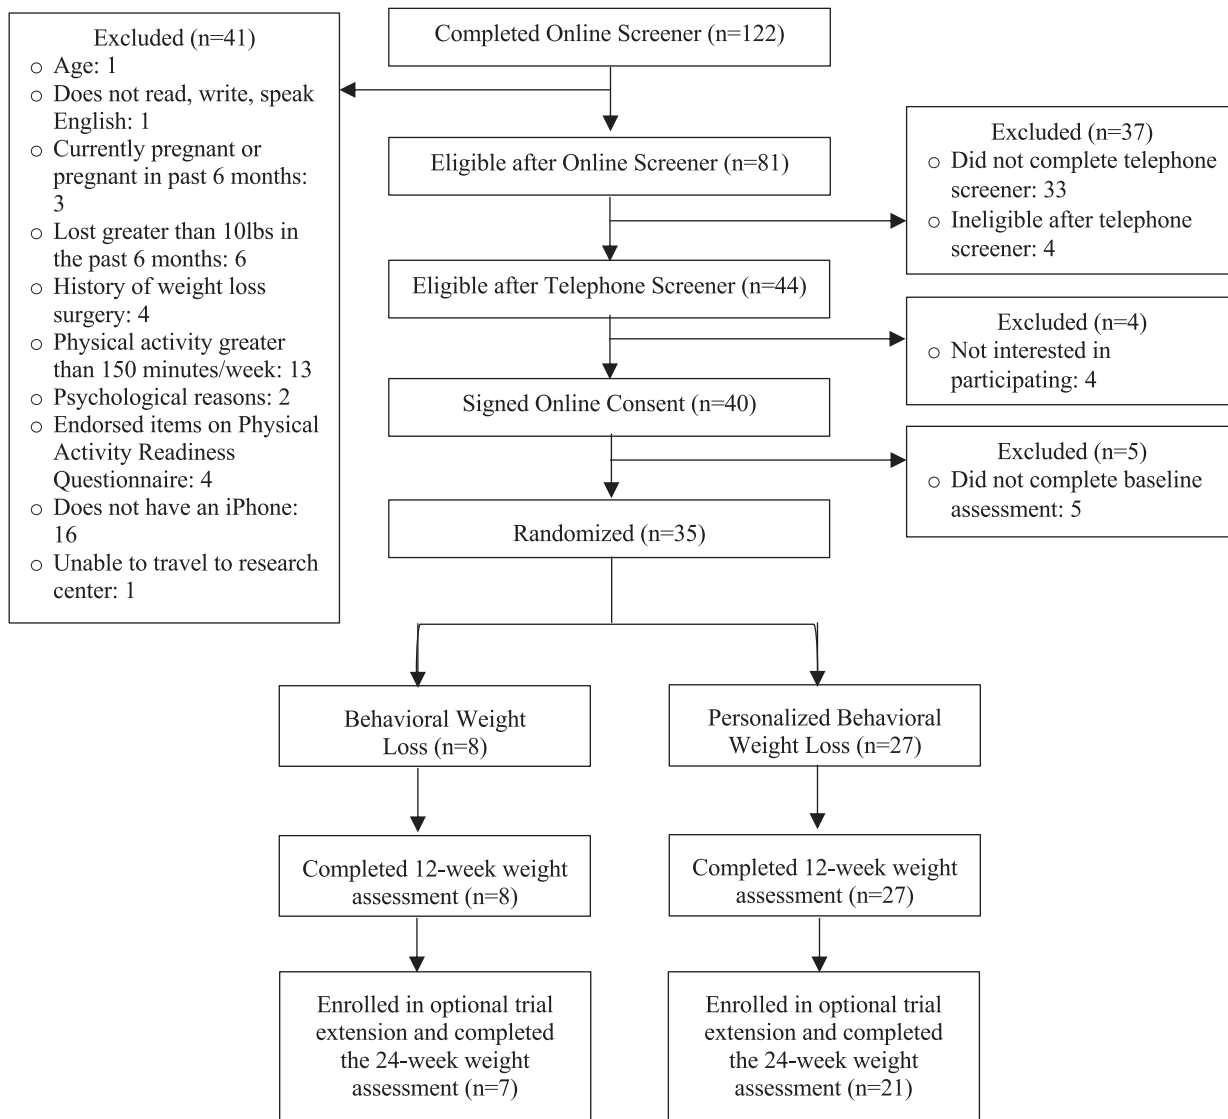 Completed Online Screener (n=122)
Excluded (n=41)
○ Age: 1
○ Does not read, write, speak
English: 1
○ Currently pregnant or
pregnant in past 6 months:
3
○ Lost greater than 10lbs in
the past 6 months: 6
○ History of weight loss
surgery: 4
○ Physical activity greater
than 150 minutes/week: 13
○ Psychological reasons: 2
○ Endorsed items on Physical
Activity Readiness
Questionnaire: 4
○ Does not have an iPhone:
16
○ Unable to travel to research
center: 1
Eligible after Online Screener (n=81)
Excluded (n=37)
○ Did not complete telephone
screener: 33
○ Ineligible after telephone
screener: 4
Eligible after Telephone Screener (n=44)
Excluded (n=4)
○ Not interested in
participating: 4
Signed Online Consent (n=40)
Excluded (n=5)
○ Did not complete baseline
assessment: 5
Randomized (n=35)
Behavioral Weight
Loss (n=8)
Personalized Behavioral
Weight Loss (n=27)
Completed 12-week weight
assessment (n=8)
Completed 12-week weight
assessment (n=27)
Enrolled in optional trial
extension and completed
the 24-week weight
assessment (n=7)
Enrolled in optional trial
extension and completed
the 24-week weight
assessment (n=21)